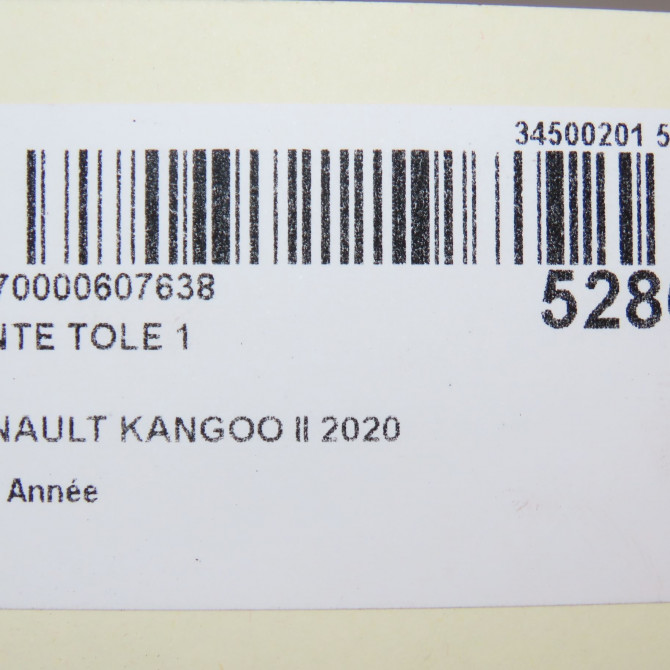 34500201 5
70000607638
528
NTE TOLE 1
NAULT KANGOO II 2020
Année